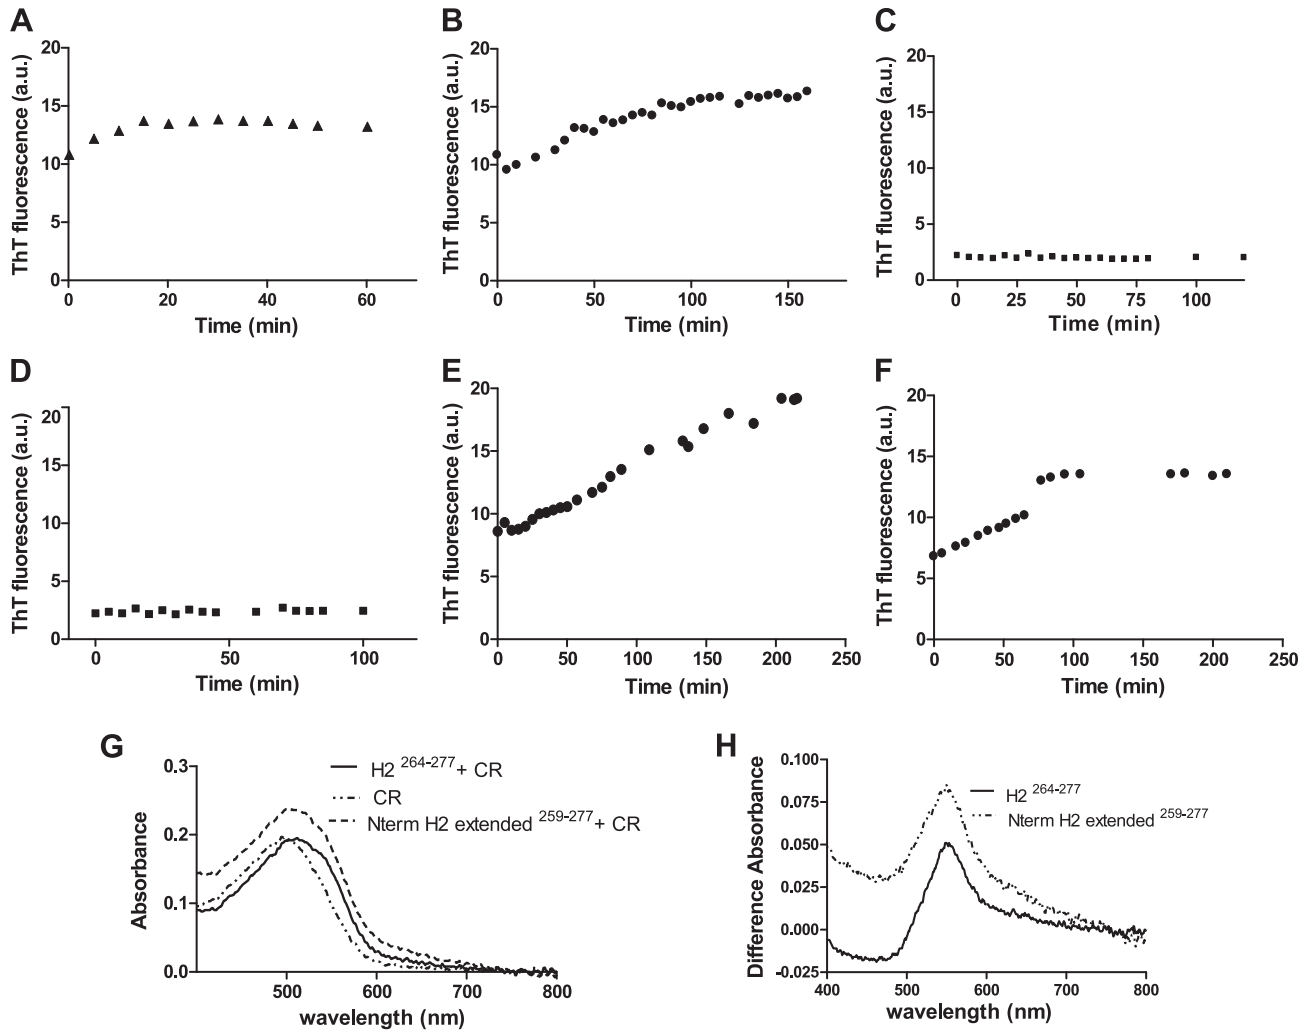 A
B
C
20
15
10
5
0
ThT fluorescence (a.u.)
0 20 40 60
Time (min)
20
15
10
5
0
ThT fluorescence (a.u.)
0 50 100 150
Time (min)
20
15
10
5
0
ThT fluorescence (a.u.)
0 25 50 75 100
Time (min)
D
E
F
20
15
10
5
0
ThT fluorescence (a.u.)
0 50 100
Time (min)
20
15
10
5
0
ThT fluorescence (a.u.)
0 50 100 150 200 250
Time (min)
20
15
10
5
0
ThT fluorescence (a.u.)
0 50 100 150 200 250
Time (min)
G
H2 264-277 + CR
CR
Nterm H2 extended 259-277 + CR
0.3
0.2
0.1
0.0
Absorbance
500 600 700 800
wavelength (nm)
H
H2 264-277
Nterm H2 extended 259-277
0.100
0.075
0.050
0.025
0.000
-0.025
Difference Absorbance
400 500 600 700 800
wavelength (nm)